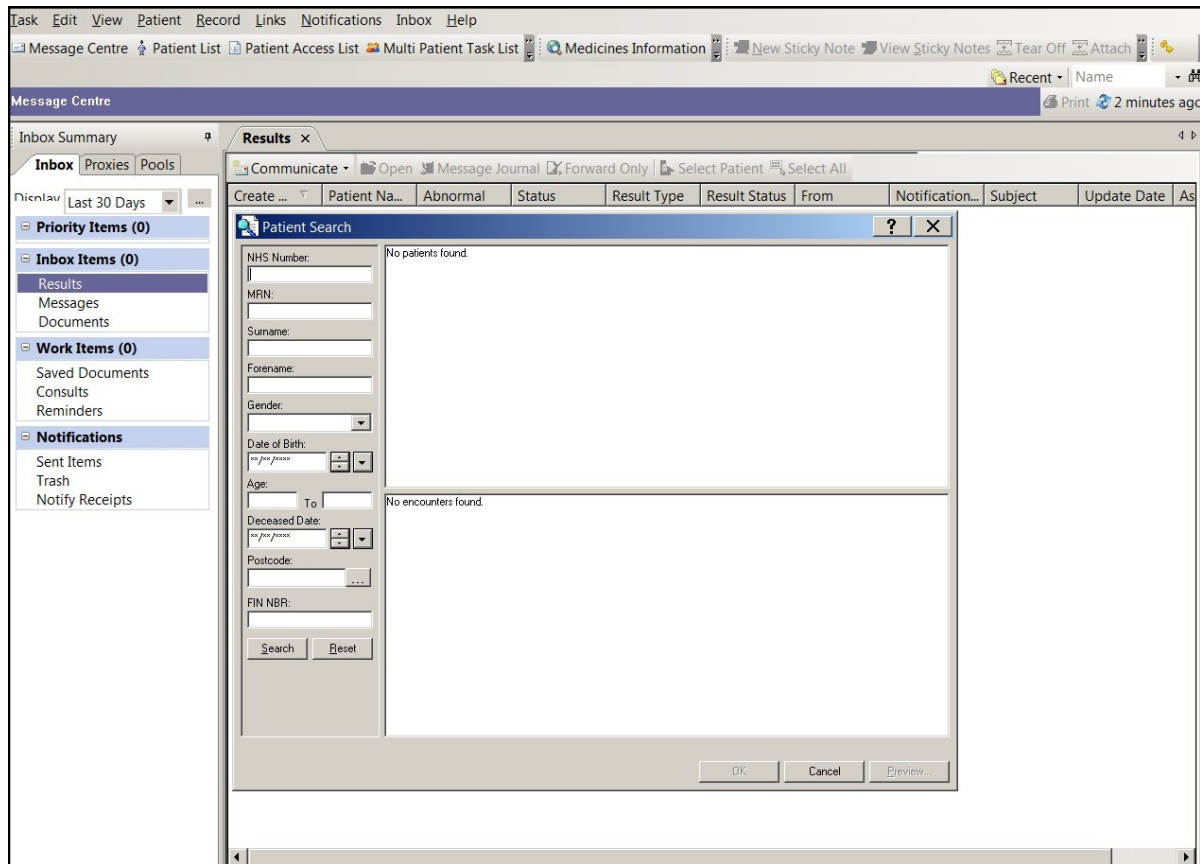 Task Edit View Patient Record Links Notifications Inbox Help
Message Centre Patient List Patient Access List Multi Patient Task List Medicines Information New Sticky Note View Sticky Notes Tear Off Attach
Recent Name
Message Centre Print 2 minutes ago
Inbox Summary
Results ×
Inbox Proxies Pools
Communicate Open Message Journal Forward Only Select Patient Select All
Display Last 30 Days ...
Create ... Patient Na... Abnormal Status Result Type Result Status From Notification... Subject Update Date As
Priority Items (0)
Inbox Items (0)
Results
Messages
Documents
Work Items (0)
Saved Documents
Consults
Reminders
Notifications
Sent Items
Trash
Notify Receipts
Patient Search ? X
NHS Number:
MRN:
Surname:
Forename:
Gender:
Date of Birth:
**/**/****
Age:
To
Deceased Date:
**/**/****
Postcode:
...
FIN NBR:
Search Reset
No patients found.
No encounters found.
OK Cancel Preview...